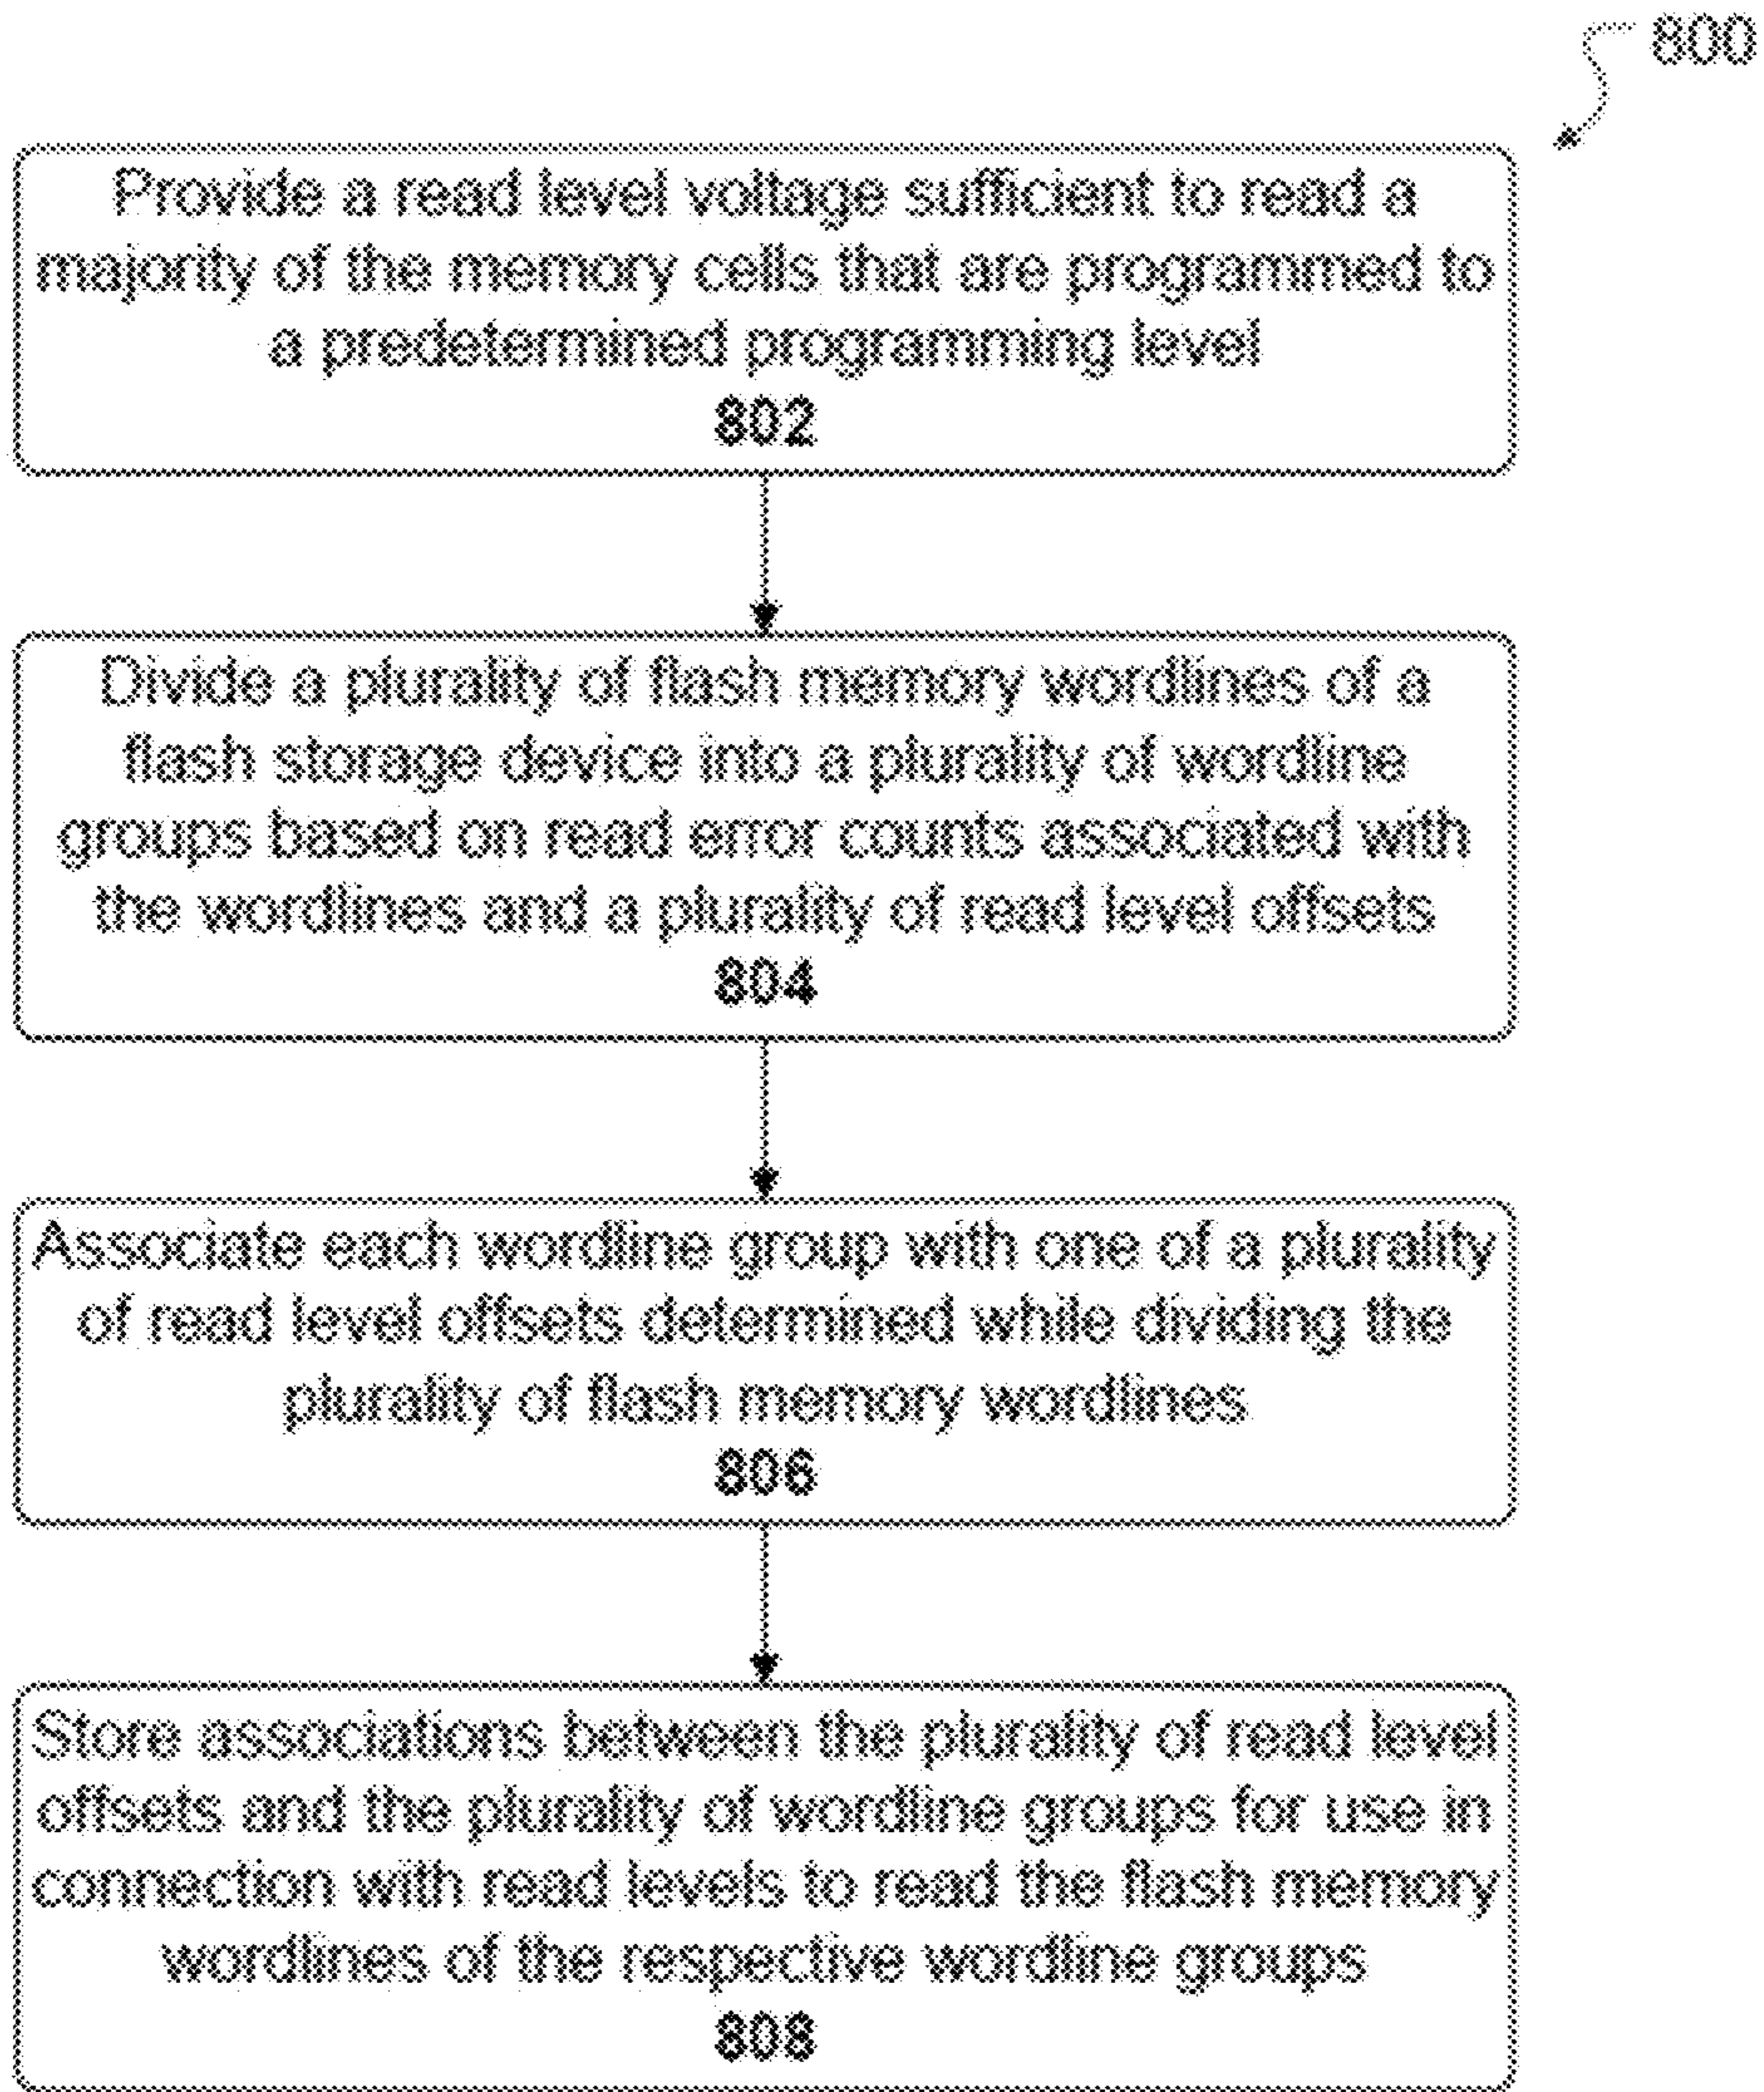 800
Provide a read level voltage sufficient to read a
majority of the memory cells that are programmed to
a predetermined programming level
802
Divide a plurality of flash memory wordlines of a
flash storage device into a plurality of wordline
groups based on read error counts associated with
the wordlines and a plurality of read level offsets
804
Associate each wordline group with one of a plurality
of read level offsets determined while dividing the
plurality of flash memory wordlines
806
Store associations between the plurality of read level
offsets and the plurality of wordline groups for use in
connection with read levels to read the flash memory
wordlines of the respective wordline groups
808